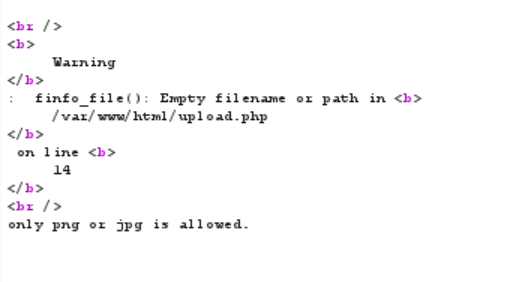 <br />
<b>
Warning
</b>
:  finfo_file(): Empty filename or path in <b>
/var/www/html/upload.php
</b>
on line <b>
14
</b>
<br />
only png or jpg is allowed.